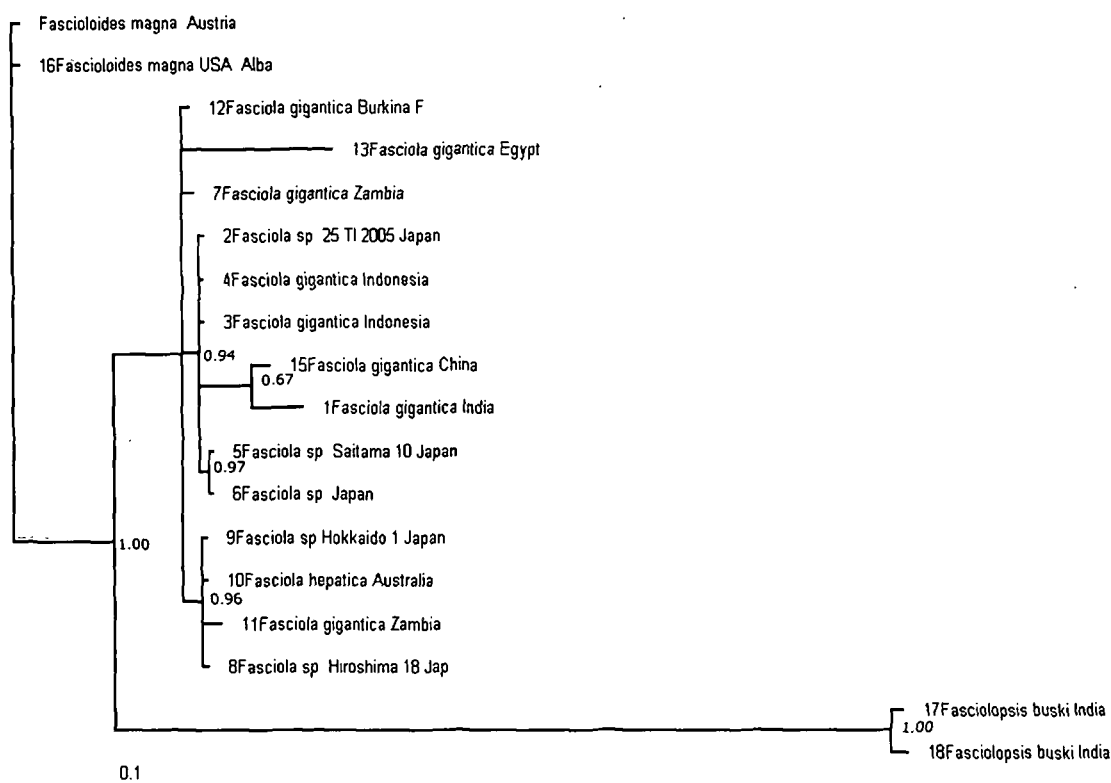 Fascioloides magna Austria
16Fascioloides magna USA Alba
12Fasciola gigantica Burkina F
13Fasciola gigantica Egypt
7Fasciola gigantica Zambia
2Fasciola sp 25 TI 2005 Japan
4Fasciola gigantica Indonesia
3Fasciola gigantica Indonesia
0.94
15Fasciola gigantica China
0.67
1Fasciola gigantica India
5Fasciola sp Saitama 10 Japan
0.97
6Fasciola sp Japan
9Fasciola sp Hokkaido 1 Japan
1.00
10Fasciola hepatica Australia
0.96
11Fasciola gigantica Zambia
8Fasciola sp Hiroshima 18 Jap
17Fasciolopsis buski India
1.00
18Fasciolopsis buski India
0.1